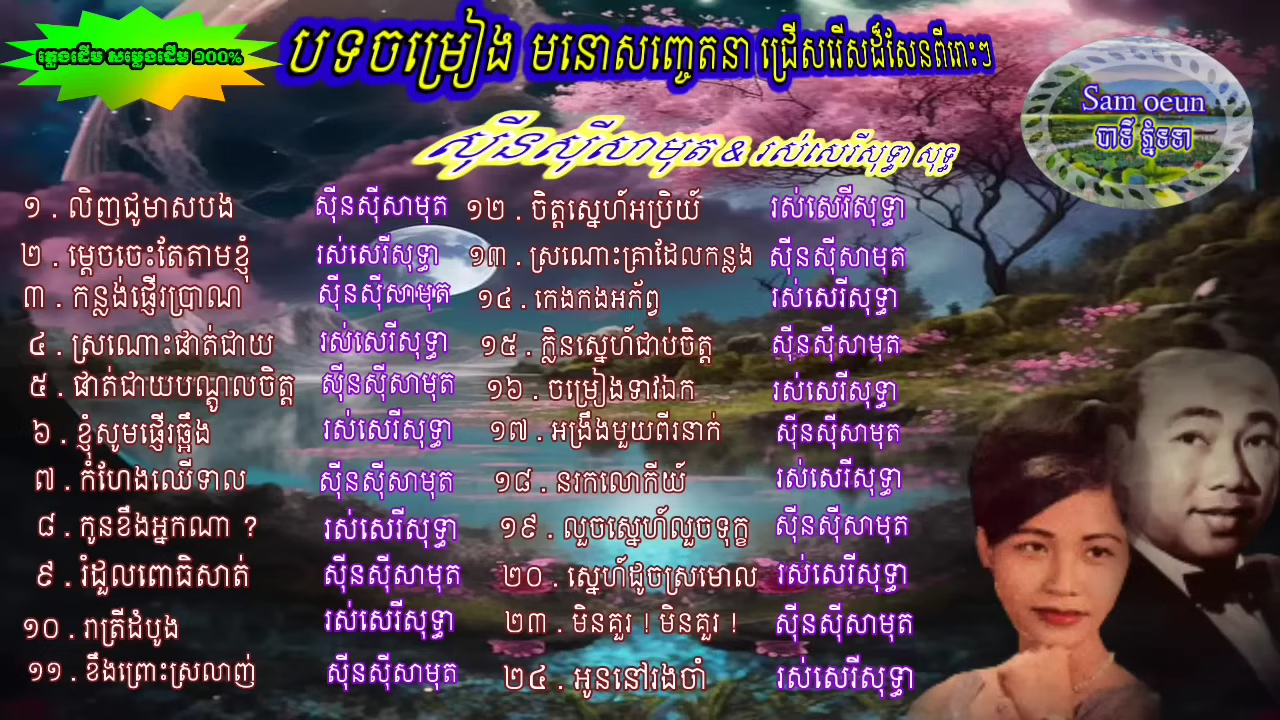 ភ្លេងដើម សម្លេងដើម ១០០%
បទចម្រៀង មនោសញ្ចេតនា ជ្រើសរើសដ៏សែនពីរោះៗ
Sam oeun
បាទី ភ្នំទទា
ស៊ីនស៊ីសាមុត & រស់សេរីសុទ្ធា សុទ្ធ
១ . លិញជូមាសបង ស៊ីនស៊ីសាមុត
២ . ម្ដេចចេះតែតាមខ្ញុំ រស់សេរីសុទ្ធា
៣ . កន្លង់ផ្ញើរប្រាណ ស៊ីនស៊ីសាមុត
៤ . ស្រណោះផាត់ជាយ រស់សេរីសុទ្ធា
៥ . ផាត់ជាយបណ្ដូលចិត្ត ស៊ីនស៊ីសាមុត
៦ . ខ្ញុំសូមផ្ញើរឆ្អឹង រស់សេរីសុទ្ធា
៧ . កំហែងឈើទាល ស៊ីនស៊ីសាមុត
៨ . កូនខឹងអ្នកណា ? រស់សេរីសុទ្ធា
៩ . រំដួលពោធិសាត់ ស៊ីនស៊ីសាមុត
១០ . រាត្រីដំបូង រស់សេរីសុទ្ធា
១១ . ខឹងព្រោះស្រលាញ់ ស៊ីនស៊ីសាមុត
១២ . ចិត្តស្នេហ៍អប្រិយ៍ រស់សេរីសុទ្ធា
១៣ . ស្រណោះគ្រាដែលកន្លង ស៊ីនស៊ីសាមុត
១៤ . កេងកងអភ័ព្វ រស់សេរីសុទ្ធា
១៥ . ក្លិនស្នេហ៍ជាប់ចិត្ត ស៊ីនស៊ីសាមុត
១៦ . ចម្រៀងទាវឯក រស់សេរីសុទ្ធា
១៧ . អង្រឹងមួយពីរនាក់ ស៊ីនស៊ីសាមុត
១៨ . នរកលោកីយ៍ រស់សេរីសុទ្ធា
១៩ . លួចស្នេហ៍លួចទុក្ខ ស៊ីនស៊ីសាមុត
២០ . ស្នេហ៍ដូចស្រមោល រស់សេរីសុទ្ធា
២៣ . មិនគួរ ! មិនគួរ ! ស៊ីនស៊ីសាមុត
២៤ . អូននៅរងចាំ រស់សេរីសុទ្ធា